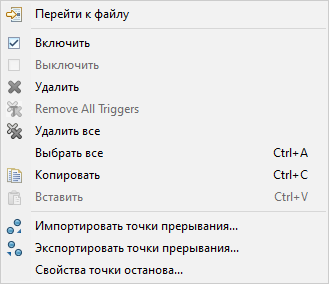 Перейти к файлу
Включить
Выключить
Удалить
Remove All Triggers
Удалить все
Выбрать все Ctrl+A
Копировать Ctrl+C
Вставить Ctrl+V
Импортировать точки прерывания...
Экспортировать точки прерывания...
Свойства точки останова...